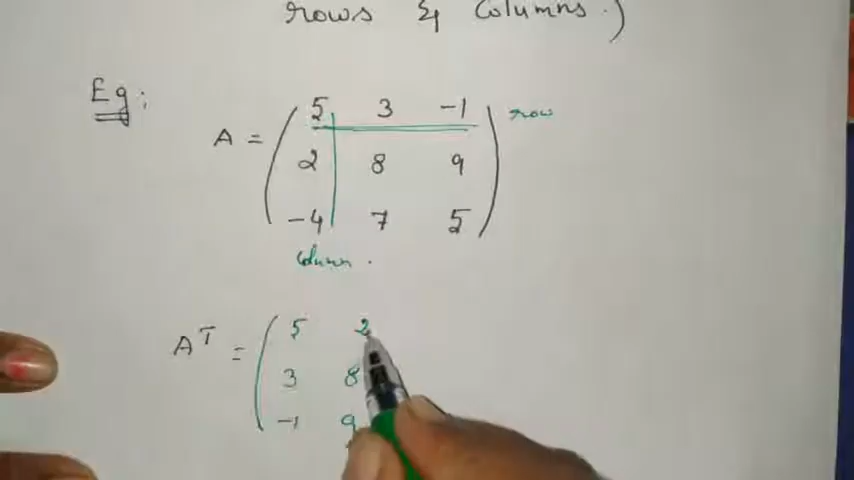 rows & Columns.)
Eg:
A = ( 5 3 -1 ) row
2 8 9
-4 7 5
column.
A^T = ( 5 2
3 8
-1 9